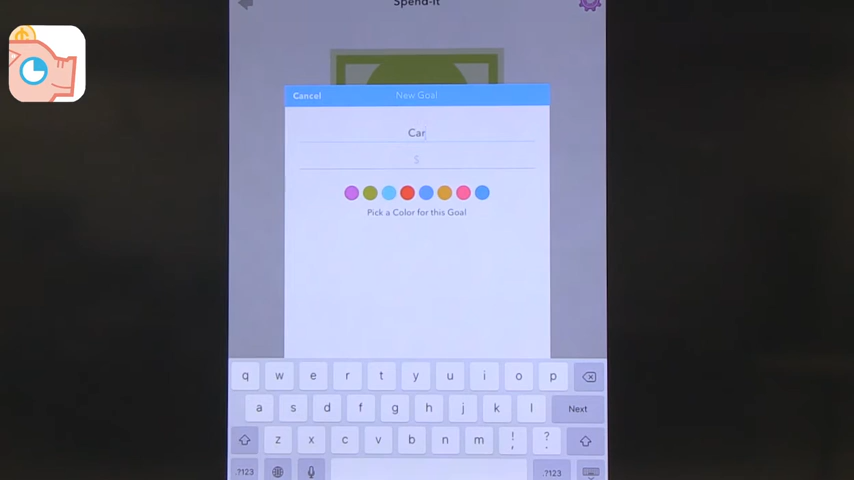 Spend-It
Cancel New Goal
Car
$
Pick a Color for this Goal
q w e r t y u i o p
a s d f g h j k l Next
z x c v b n m ! , ? .
.?123 .?123